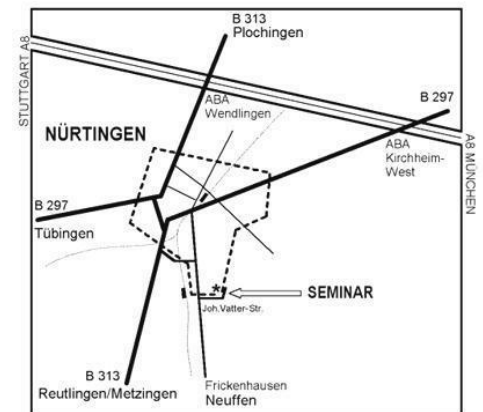 B 313
Plochingen
STUTTGART A8
B 297
ABA
Wendlingen
NÜRTINGEN
ABA
Kirchheim-
West
A8 MÜNCHEN
B 297
Tübingen
* SEMINAR
Joh.Vatter-Str.
B 313
Reutlingen/Metzingen
Frickenhausen
Neuffen